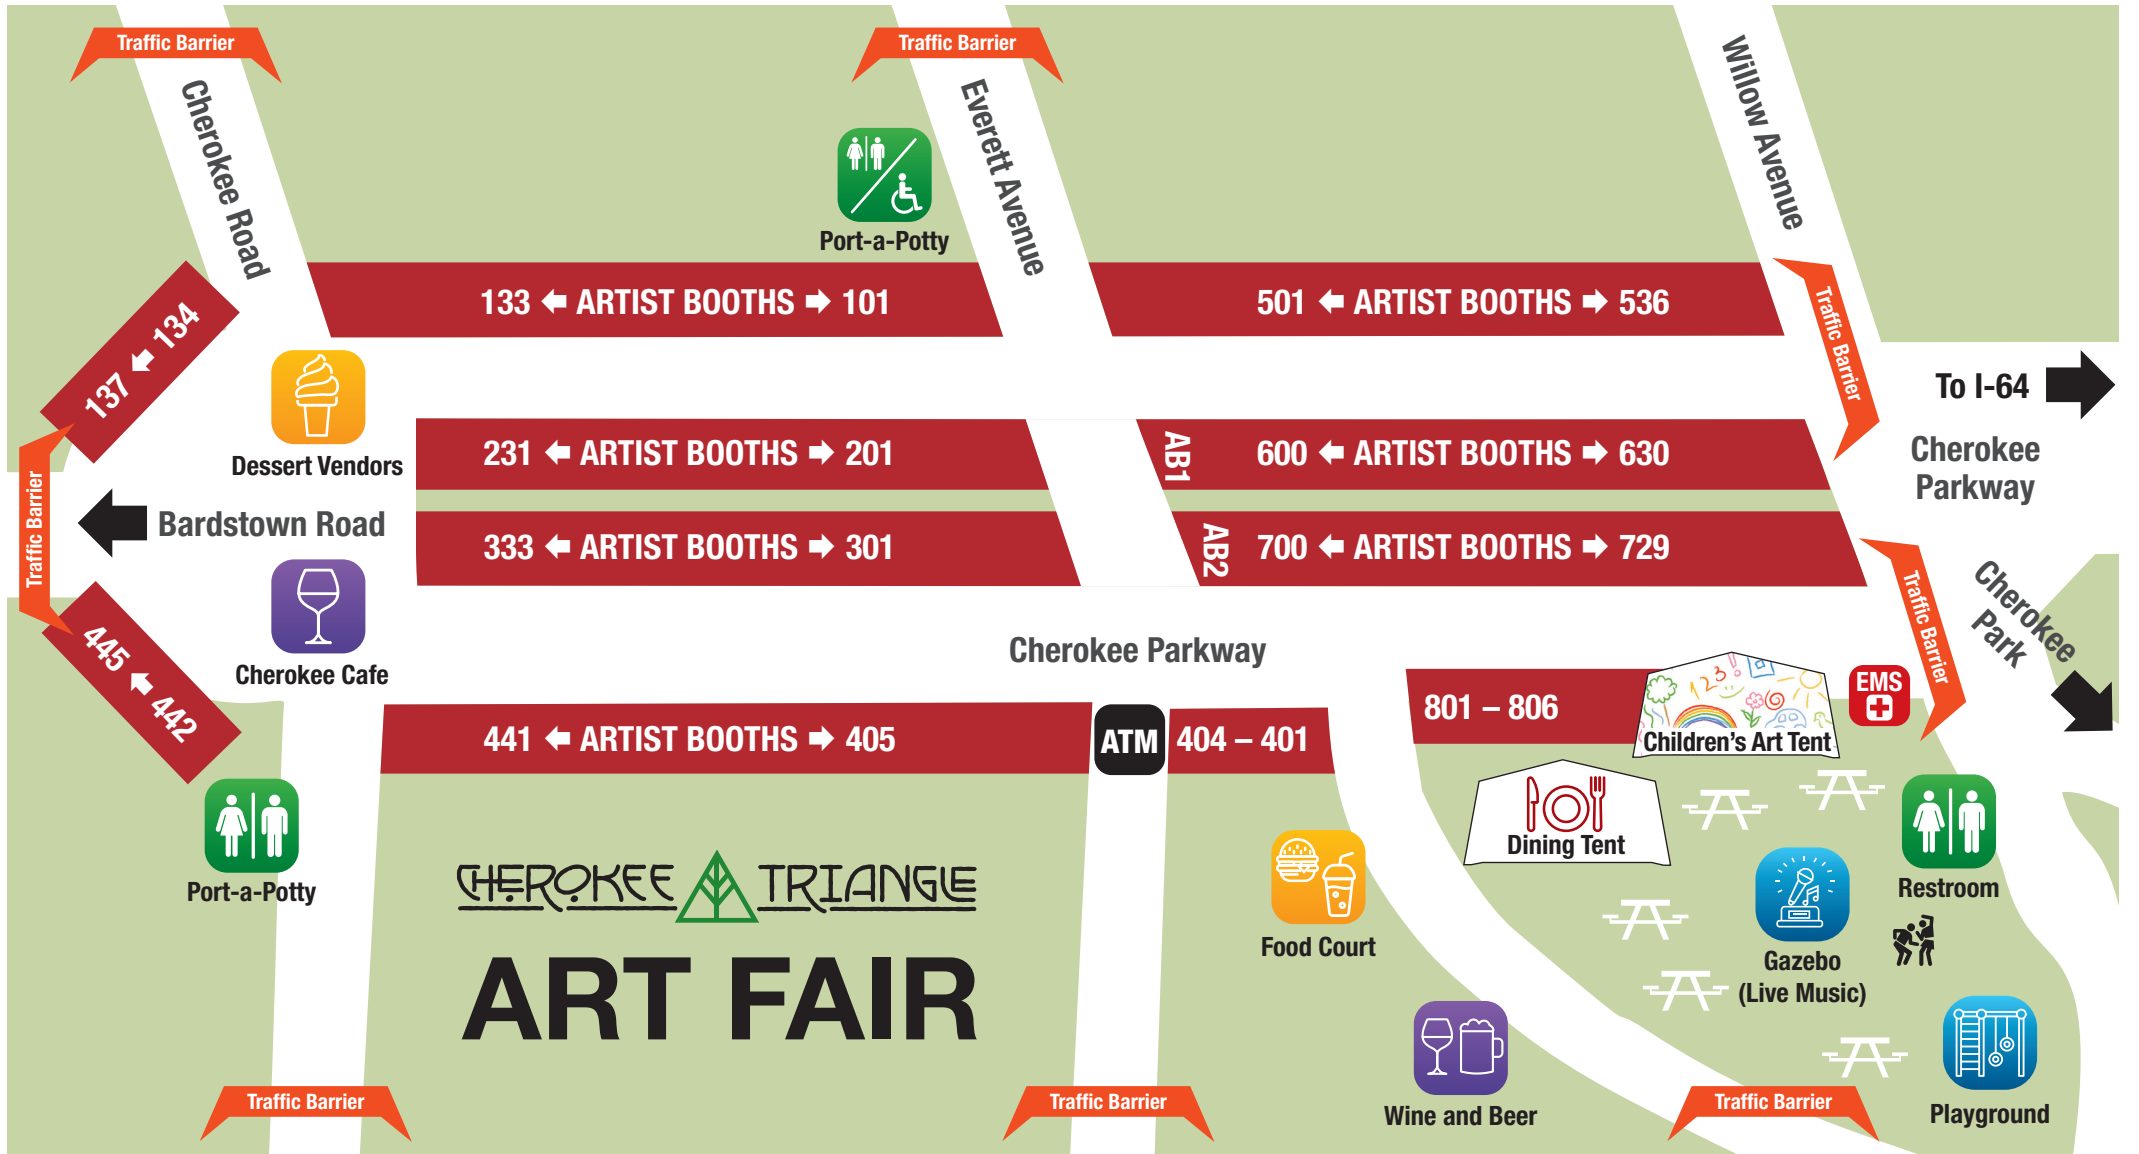 Traffic Barrier
Traffic Barrier
Cherokee Road
Everett Avenue
Willow Avenue
Port-a-Potty
133 ← ARTIST BOOTHS → 101
501 ← ARTIST BOOTHS → 536
137 ← 134
Traffic Barrier
Dessert Vendors
To I-64
Cherokee
Parkway
231 ← ARTIST BOOTHS → 201
AB1
600 ← ARTIST BOOTHS → 630
Traffic Barrier
Bardstown Road
333 ← ARTIST BOOTHS → 301
AB2
700 ← ARTIST BOOTHS → 729
Cherokee
Park
Traffic Barrier
Cherokee Cafe
Cherokee Parkway
445 ← 442
441 ← ARTIST BOOTHS → 405
ATM
404 – 401
801 – 806
123!
Children's Art Tent
EMS
Dining Tent
Port-a-Potty
Restroom
CHEROKEE TRIANGLE
ART FAIR
Food Court
Gazebo
(Live Music)
Wine and Beer
Playground
Traffic Barrier
Traffic Barrier
Traffic Barrier